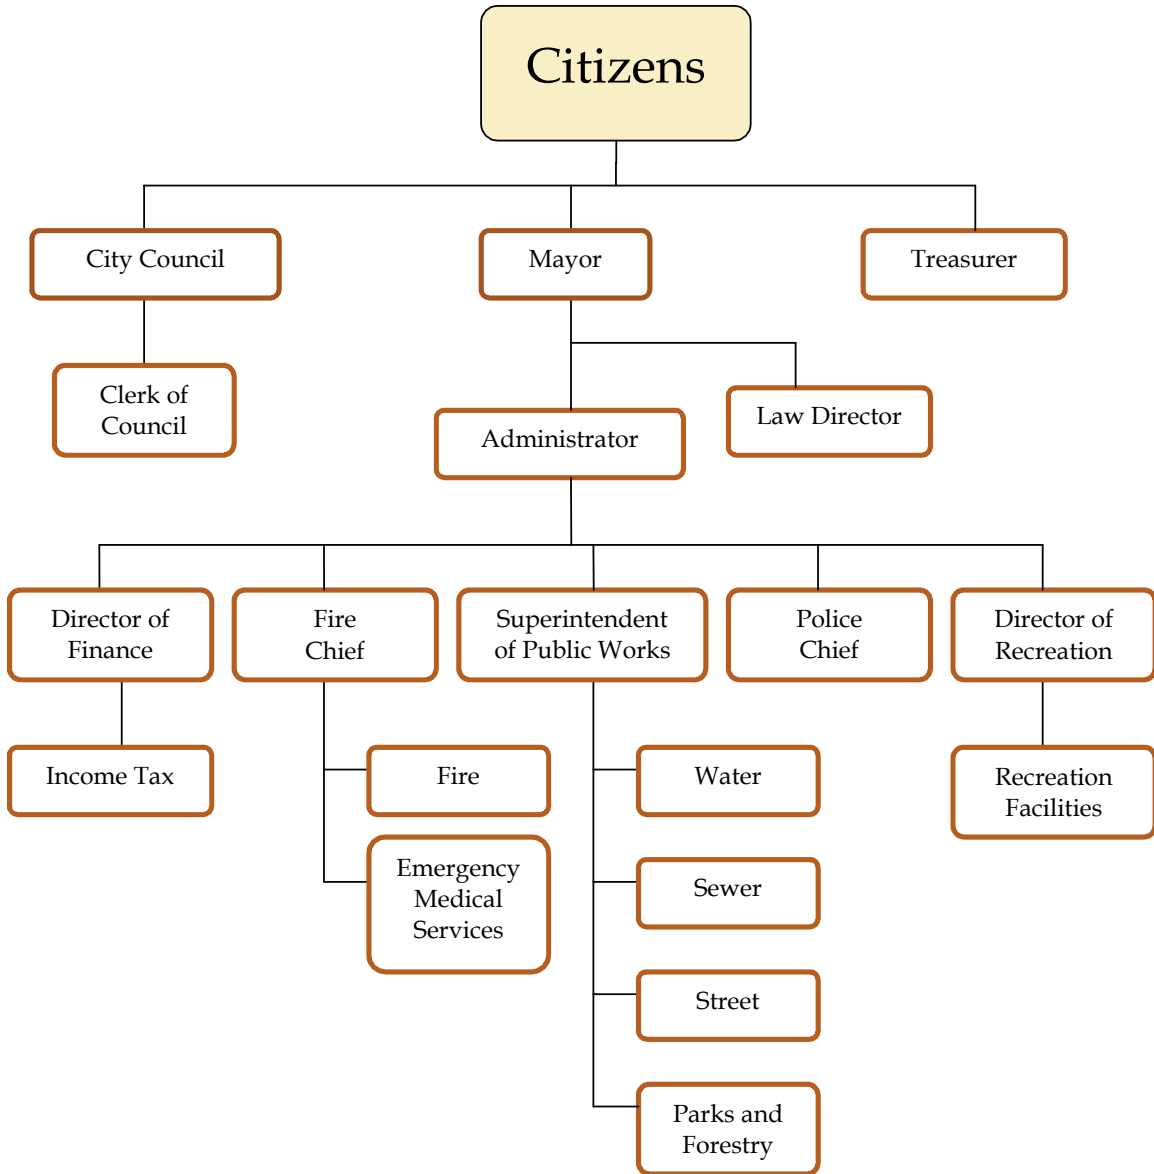 Citizens
City Council
Mayor
Treasurer
Clerk of
Council
Law Director
Administrator
Director of
Finance
Fire
Chief
Superintendent
of Public Works
Police
Chief
Director of
Recreation
Income Tax
Fire
Water
Recreation
Facilities
Emergency
Medical
Services
Sewer
Street
Parks and
Forestry